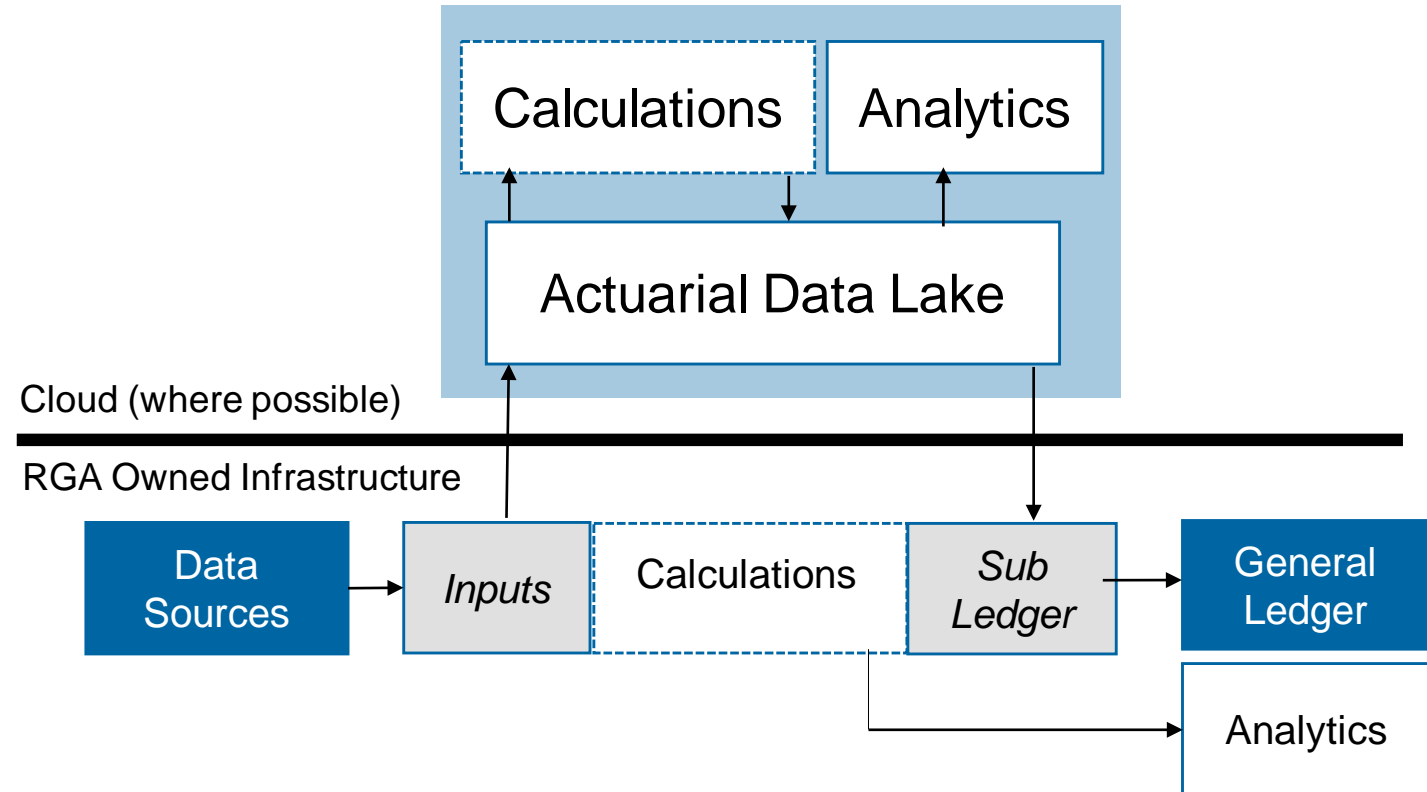 Calculations
Analytics
Actuarial Data Lake
Cloud (where possible)
RGA Owned Infrastructure
Data
Sources
Inputs
Calculations
Sub
Ledger
General
Ledger
Analytics